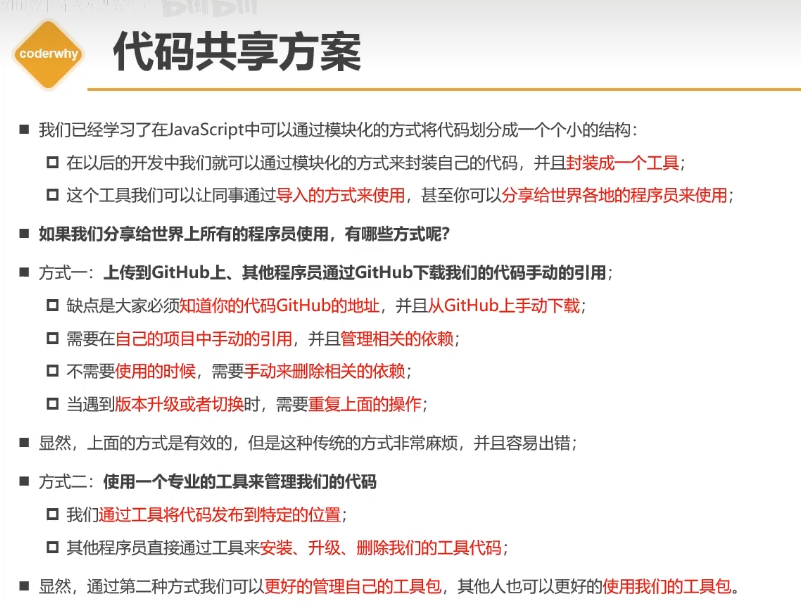 coderwhy
代码共享方案
我们已经学习了在JavaScript中可以通过模块化的方式将代码划分成一个个小的结构：
在以后的开发中我们就可以通过模块化的方式来封装自己的代码，并且封装成一个工具；
这个工具我们可以让同事通过导入的方式来使用，甚至你可以分享给世界各地的程序员来使用；
如果我们分享给世界上所有的程序员使用，有哪些方式呢？
方式一：上传到GitHub上、其他程序员通过GitHub下载我们的代码手动的引用；
缺点是大家必须知道你的代码GitHub的地址，并且从GitHub上手动下载；
需要在自己的项目中手动的引用，并且管理相关的依赖；
不需要使用的时候，需要手动来删除相关的依赖；
当遇到版本升级或者切换时，需要重复上面的操作；
显然，上面的方式是有效的，但是这种传统的方式非常麻烦，并且容易出错；
方式二：使用一个专业的工具来管理我们的代码
我们通过工具将代码发布到特定的位置；
其他程序员直接通过工具来安装、升级、删除我们的工具代码；
显然，通过第二种方式我们可以更好的管理自己的工具包，其他人也可以更好的使用我们的工具包。